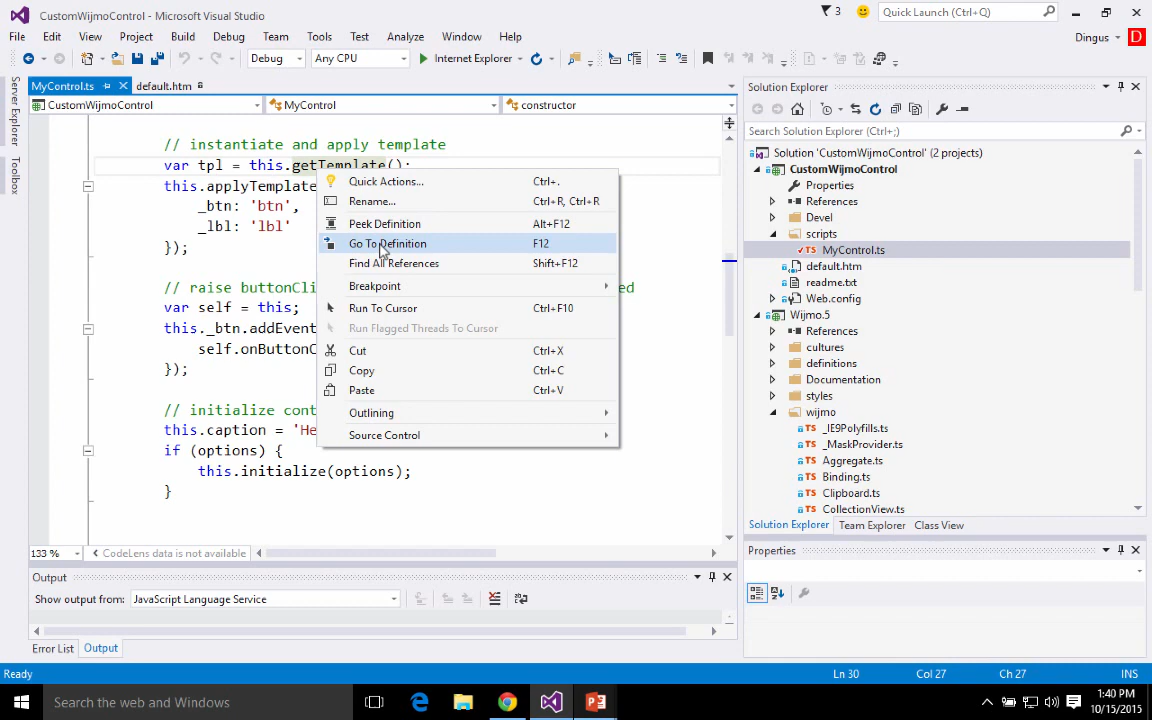 CustomWijmoControl - Microsoft Visual Studio
3
Quick Launch (Ctrl+Q)
File Edit View Project Build Debug Team Tools Test Analyze Window Help
Dingus D
Debug Any CPU Internet Explorer
Server Explorer
Toolbox
MyControl.ts default.htm
CustomWijmoControl MyControl constructor
// instantiate and apply template
var tpl = this.getTemplate();
this.applyTemplate
_btn: 'btn',
_lbl: 'lbl'
});
// raise buttonCli d
var self = this;
this._btn.addEvent
self.onButtonC
});
// initialize cont
this.caption = 'He
if (options) {
this.initialize(options);
}
Quick Actions... Ctrl+.
Rename... Ctrl+R, Ctrl+R
Peek Definition Alt+F12
Go To Definition F12
Find All References Shift+F12
Breakpoint
Run To Cursor Ctrl+F10
Run Flagged Threads To Cursor
Cut Ctrl+X
Copy Ctrl+C
Paste Ctrl+V
Outlining
Source Control
133 % CodeLens data is not available
Output
Show output from: JavaScript Language Service
Error List Output
Solution Explorer
Search Solution Explorer (Ctrl+;)
Solution 'CustomWijmoControl' (2 projects)
CustomWijmoControl
Properties
References
Devel
scripts
TS MyControl.ts
default.htm
readme.txt
Web.config
Wijmo.5
References
cultures
definitions
Documentation
styles
wijmo
TS _IE9Polyfills.ts
TS _MaskProvider.ts
TS Aggregate.ts
TS Binding.ts
TS Clipboard.ts
TS CollectionView.ts
Solution Explorer Team Explorer Class View
Properties
Ready Ln 30 Col 27 Ch 27 INS
Search the web and Windows
1:40 PM
10/15/2015